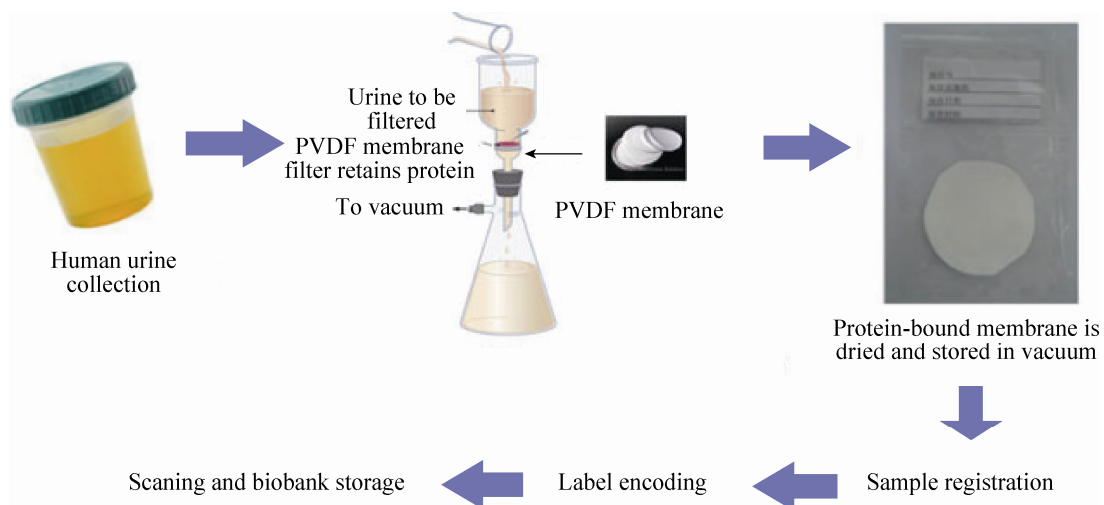 Urine to be
filtered
PVDF membrane
filter retains protein
To vacuum
PVDF membrane
Human urine
collection
Protein-bound membrane is
dried and stored in vacuum
Scaning and biobank storage
Label encoding
Sample registration